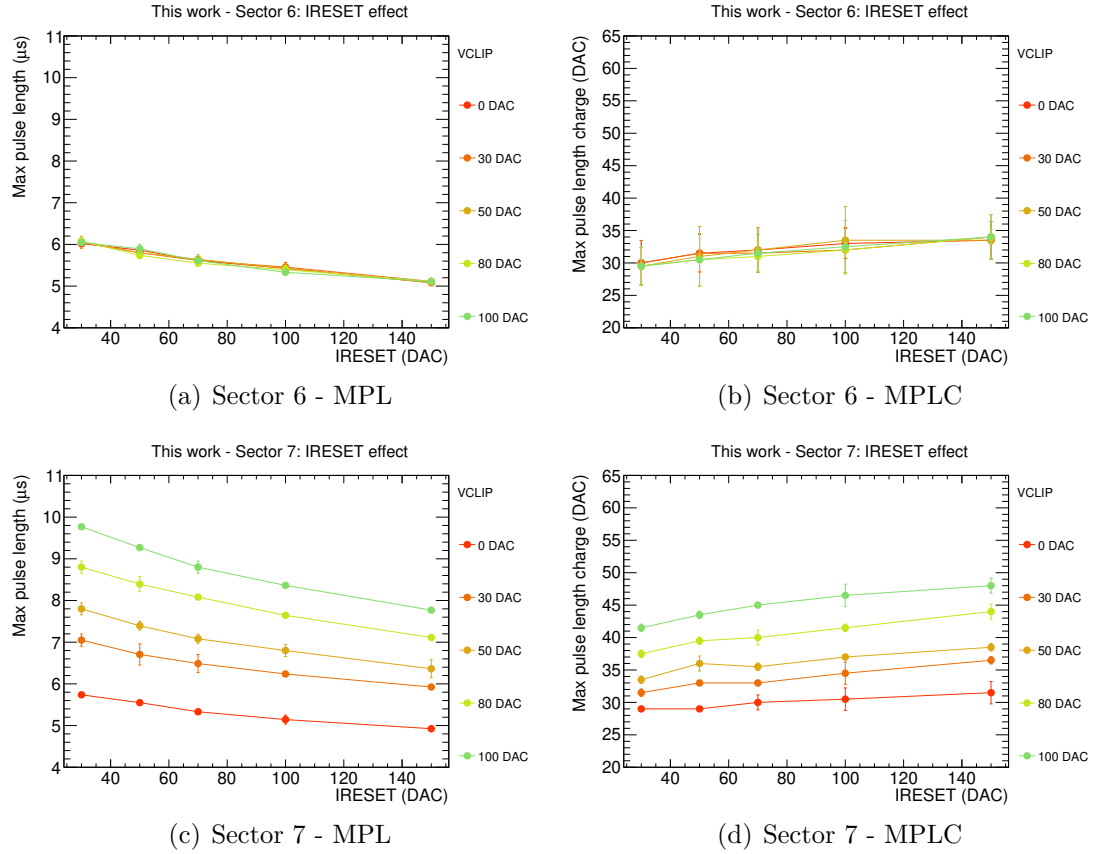 This work - Sector 6: IRESET effect
Max pulse length (μs)
11
10
9
8
7
6
5
4
40 60 80 100 120 140
IRESET (DAC)
VCLIP
0 DAC
30 DAC
50 DAC
80 DAC
100 DAC
(a) Sector 6 - MPL
This work - Sector 6: IRESET effect
Max pulse length charge (DAC)
65
60
55
50
45
40
35
30
25
20
40 60 80 100 120 140
IRESET (DAC)
VCLIP
0 DAC
30 DAC
50 DAC
80 DAC
100 DAC
(b) Sector 6 - MPLC
This work - Sector 7: IRESET effect
Max pulse length (μs)
11
10
9
8
7
6
5
4
40 60 80 100 120 140
IRESET (DAC)
VCLIP
0 DAC
30 DAC
50 DAC
80 DAC
100 DAC
(c) Sector 7 - MPL
This work - Sector 7: IRESET effect
Max pulse length charge (DAC)
65
60
55
50
45
40
35
30
25
20
40 60 80 100 120 140
IRESET (DAC)
VCLIP
0 DAC
30 DAC
50 DAC
80 DAC
100 DAC
(d) Sector 7 - MPLC